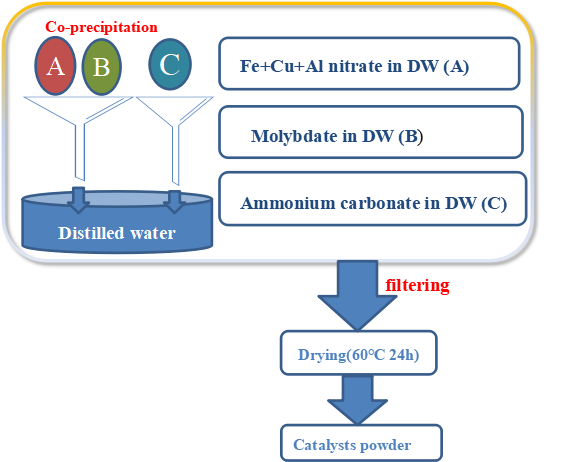 Co-precipitation
A B C
Fe+Cu+Al nitrate in DW (A)
Molybdate in DW (B)
Ammonium carbonate in DW (C)
Distilled water
filtering
Drying(60℃ 24h)
Catalysts powder